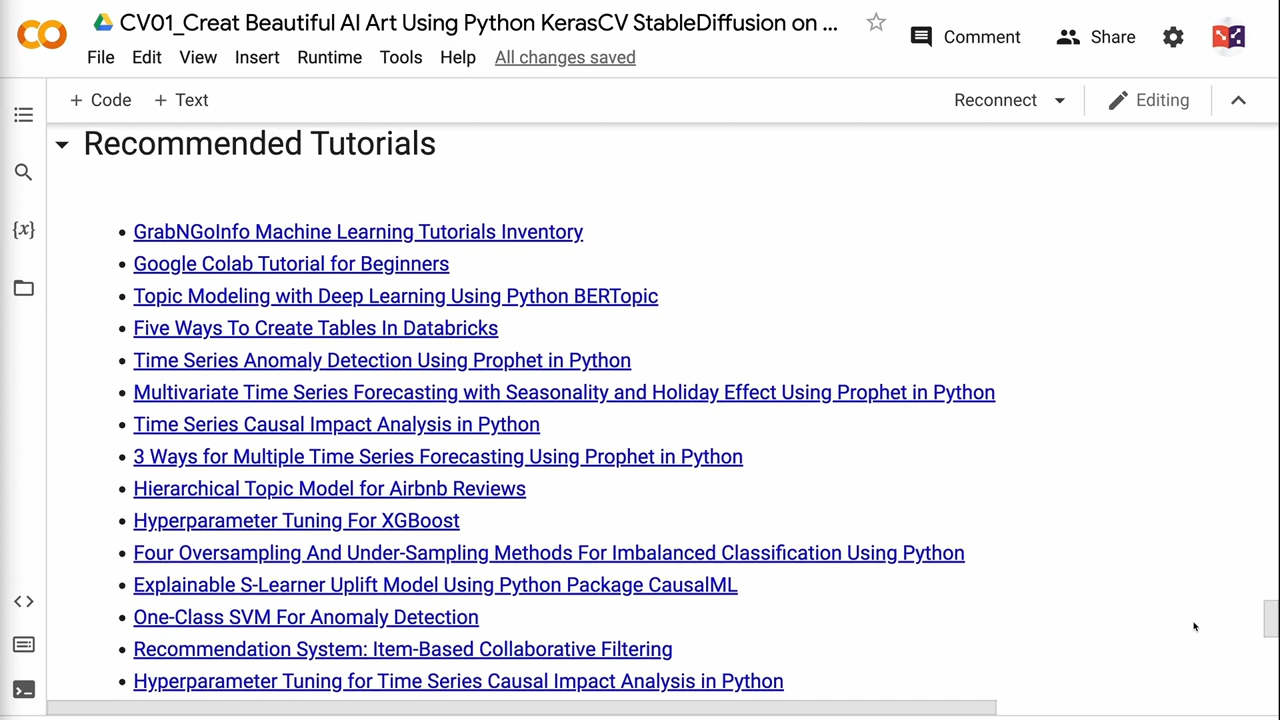 CV01_Creat Beautiful AI Art Using Python KerasCV StableDiffusion on ...
Comment
Share
File Edit View Insert Runtime Tools Help All changes saved
+ Code + Text
Reconnect
Editing
Recommended Tutorials
{x}
• GrabNGoInfo Machine Learning Tutorials Inventory
• Google Colab Tutorial for Beginners
• Topic Modeling with Deep Learning Using Python BERTopic
• Five Ways To Create Tables In Databricks
• Time Series Anomaly Detection Using Prophet in Python
• Multivariate Time Series Forecasting with Seasonality and Holiday Effect Using Prophet in Python
• Time Series Causal Impact Analysis in Python
• 3 Ways for Multiple Time Series Forecasting Using Prophet in Python
• Hierarchical Topic Model for Airbnb Reviews
• Hyperparameter Tuning For XGBoost
• Four Oversampling And Under-Sampling Methods For Imbalanced Classification Using Python
• Explainable S-Learner Uplift Model Using Python Package CausalML
• One-Class SVM For Anomaly Detection
• Recommendation System: Item-Based Collaborative Filtering
• Hyperparameter Tuning for Time Series Causal Impact Analysis in Python